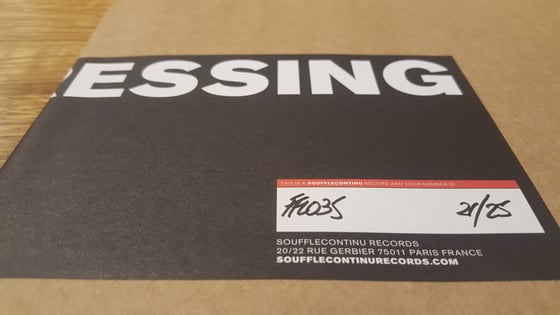 RESSING
THIS IS A SOUFFLECONTINU RECORD AND YOUR NUMBER IS
FFL035 21/25
SOUFFLECONTINU RECORDS
20/22 RUE GERBIER 75011 PARIS FRANCE
SOUFFLECONTINURECORDS.COM